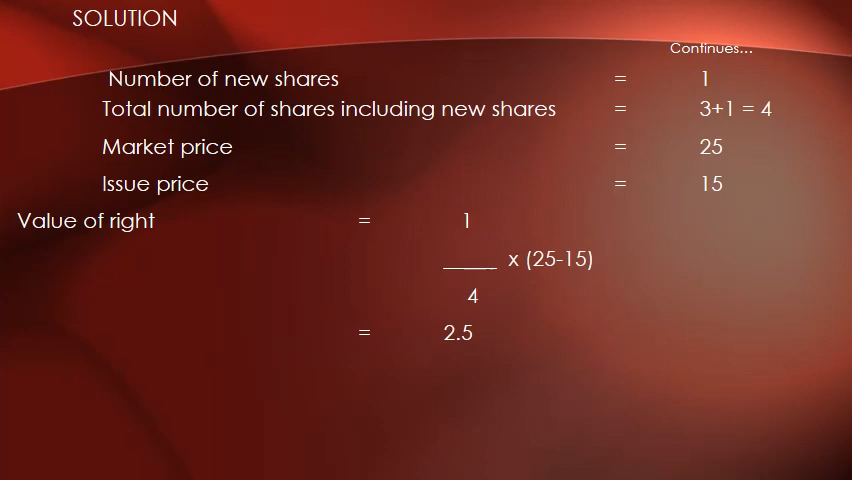 SOLUTION
Continues...
Number of new shares = 1
Total number of shares including new shares = 3+1 = 4
Market price = 25
Issue price = 15
Value of right = 1
______ x (25-15)
4
= 2.5